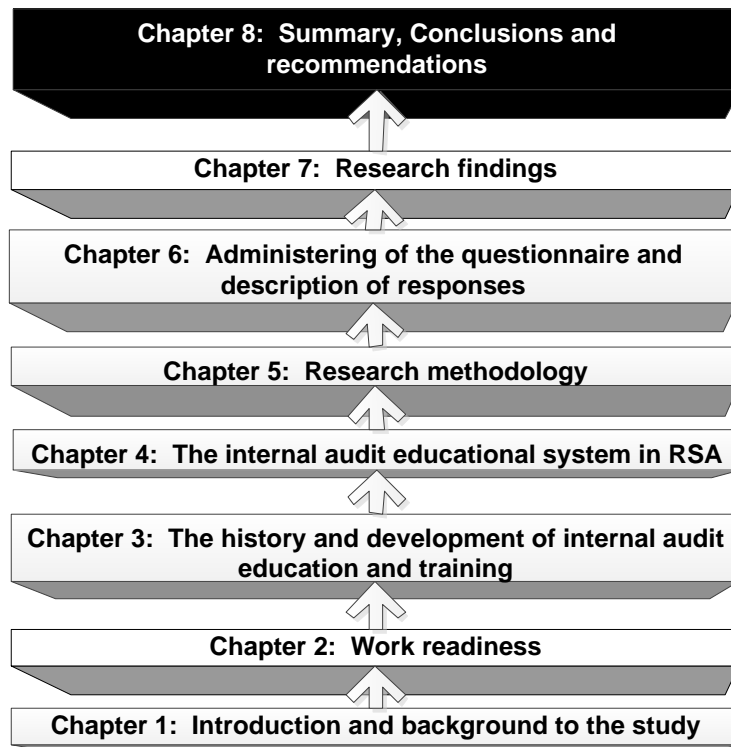 Chapter 8: Summary, Conclusions and
recommendations
Chapter 7: Research findings
Chapter 6: Administering of the questionnaire and
description of responses
Chapter 5: Research methodology
Chapter 4: The internal audit educational system in RSA
Chapter 3: The history and development of internal audit
education and training
Chapter 2: Work readiness
Chapter 1: Introduction and background to the study